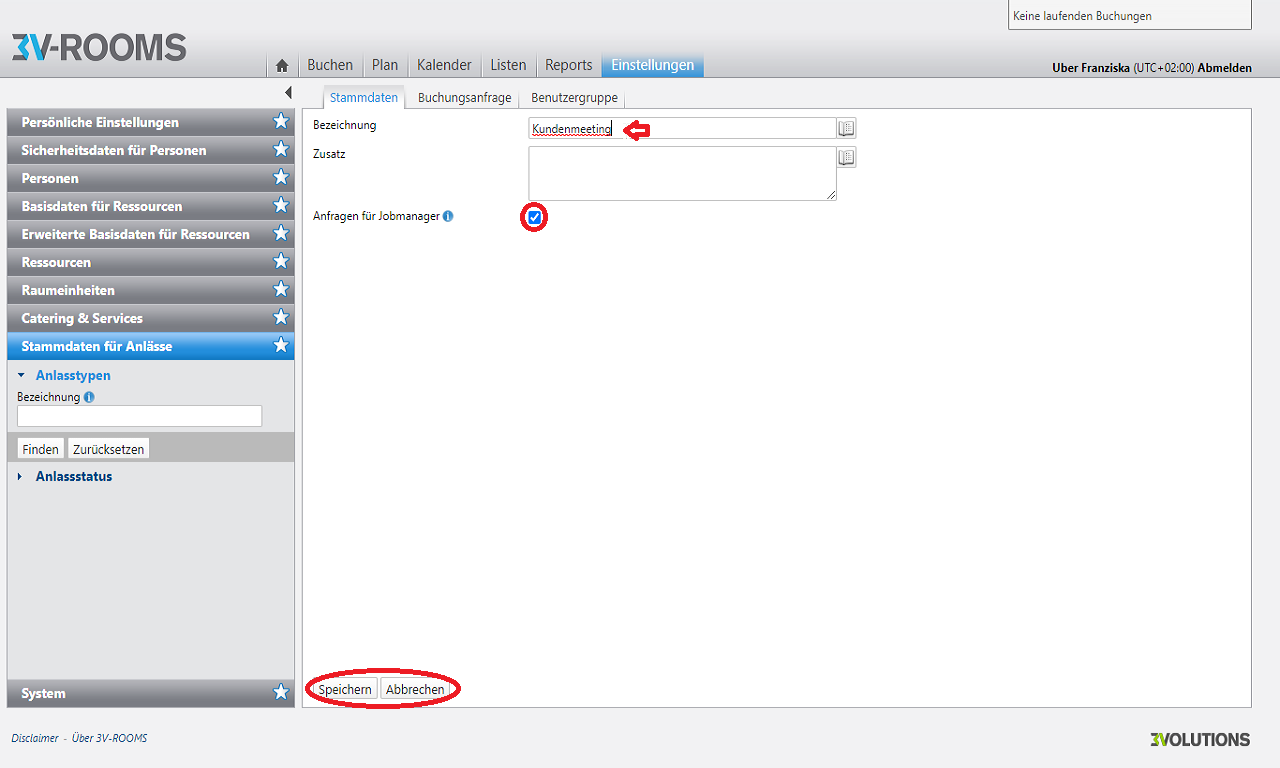 Keine laufenden Buchungen
3V-ROOMS
Buchen Plan Kalender Listen Reports Einstellungen
Uber Franziska (UTC+02:00) Abmelden
Stammdaten Buchungsanfrage Benutzergruppe
Persönliche Einstellungen
Sicherheitsdaten für Personen
Personen
Basisdaten für Ressourcen
Erweiterte Basisdaten für Ressourcen
Ressourcen
Raumeinheiten
Catering & Services
Stammdaten für Anlässe
Anlasstypen
Bezeichnung
Finden Zurücksetzen
Anlassstatus
System
Bezeichnung Kundenmeeting
Zusatz
Anfragen für Jobmanager
Speichern Abbrechen
Disclaimer - Über 3V-ROOMS
3VOLUTIONS